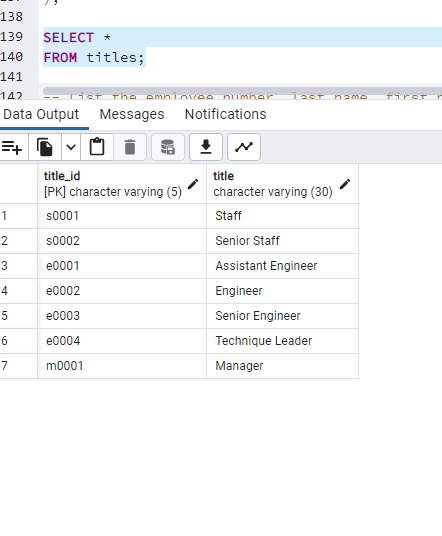 138
139 SELECT *
140 FROM titles;
141
142 -- List the employee number, last name, first n
Data Output Messages Notifications
title_id title
[PK] character varying (5) character varying (30)
1 s0001 Staff
2 s0002 Senior Staff
3 e0001 Assistant Engineer
4 e0002 Engineer
5 e0003 Senior Engineer
6 e0004 Technique Leader
7 m0001 Manager